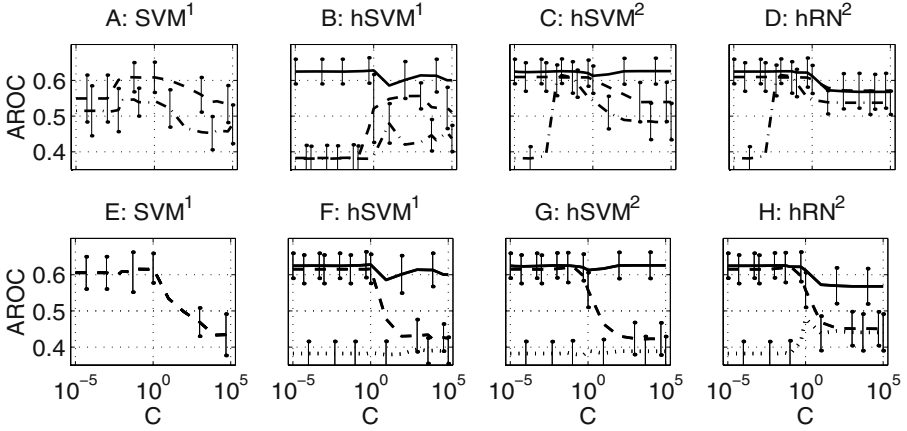 A: SVM¹
B: hSVM¹
C: hSVM²
D: hRN²
AROC
0.6
0.5
0.4
E: SVM¹
F: hSVM¹
G: hSVM²
H: hRN²
AROC
0.6
0.5
0.4
10⁻⁵ 10⁰ 10⁵
10⁻⁵ 10⁰ 10⁵
10⁻⁵ 10⁰ 10⁵
10⁻⁵ 10⁰ 10⁵
C
C
C
C